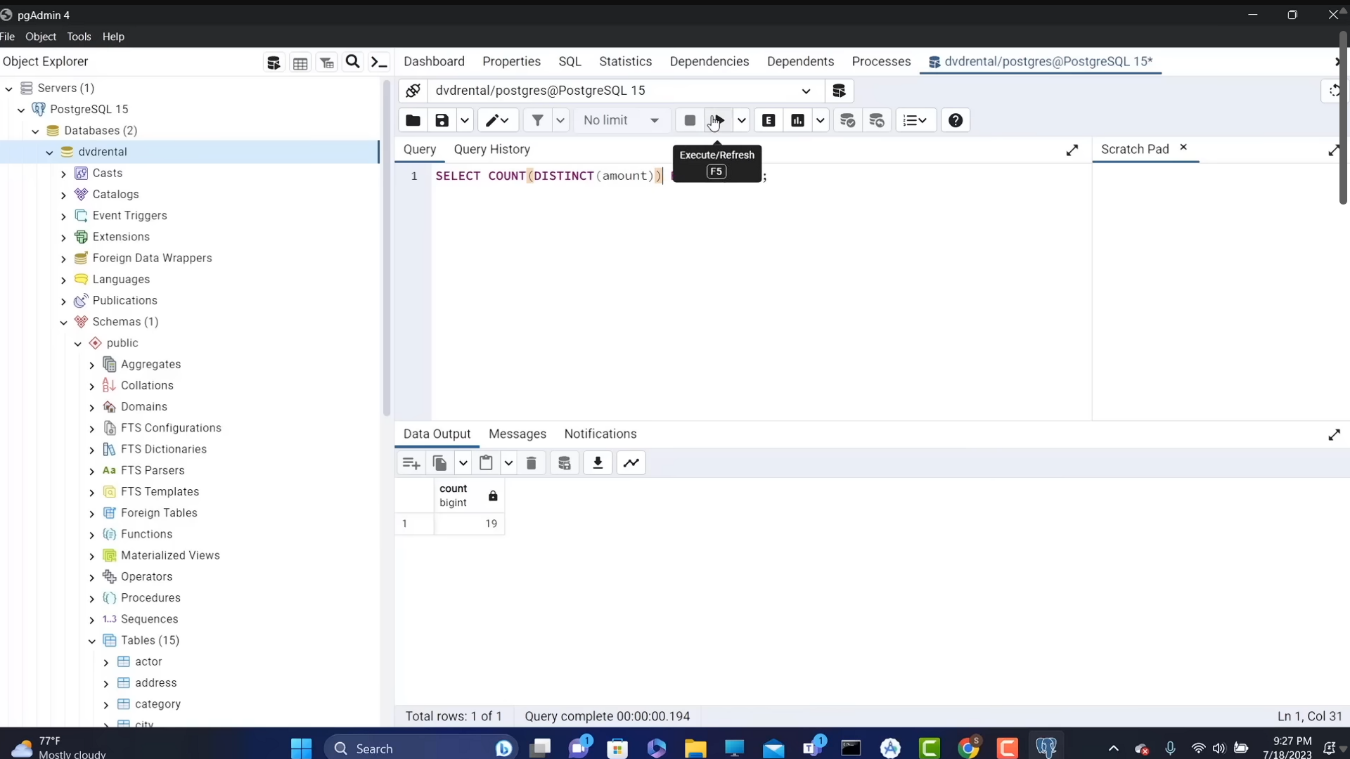 pgAdmin 4
File Object Tools Help
Object Explorer
Dashboard Properties SQL Statistics Dependencies Dependents Processes dvdrental/postgres@PostgreSQL 15*
Servers (1)
PostgreSQL 15
Databases (2)
dvdrental
Casts
Catalogs
Event Triggers
Extensions
Foreign Data Wrappers
Languages
Publications
Schemas (1)
public
Aggregates
Collations
Domains
FTS Configurations
FTS Dictionaries
Aa FTS Parsers
FTS Templates
Foreign Tables
Functions
Materialized Views
Operators
Procedures
1..3 Sequences
Tables (15)
actor
address
category
city
dvdrental/postgres@PostgreSQL 15
No limit
E
Execute/Refresh
F5
Query Query History
Scratch Pad
1 SELECT COUNT(DISTINCT(amount)) ;
Data Output Messages Notifications
count
bigint
1 19
Total rows: 1 of 1 Query complete 00:00:00.194 Ln 1, Col 31
77°F
Mostly cloudy
Search
1
1
S
9:27 PM
7/18/2023